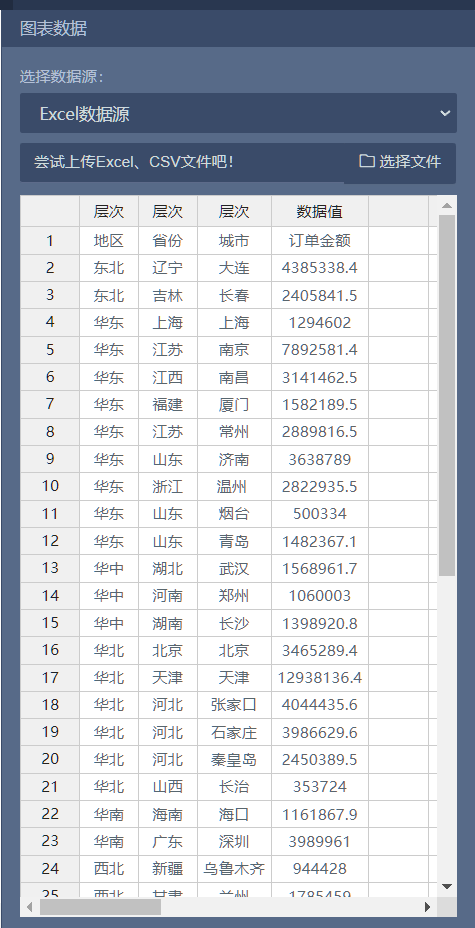 图表数据
选择数据源：
Excel数据源
尝试上传Excel、CSV文件吧！ 选择文件
层次 层次 层次 数据值
1 地区 省份 城市 订单金额
2 东北 辽宁 大连 4385338.4
3 东北 吉林 长春 2405841.5
4 华东 上海 上海 1294602
5 华东 江苏 南京 7892581.4
6 华东 江西 南昌 3141462.5
7 华东 福建 厦门 1582189.5
8 华东 江苏 常州 2889816.5
9 华东 山东 济南 3638789
10 华东 浙江 温州 2822935.5
11 华东 山东 烟台 500334
12 华东 山东 青岛 1482367.1
13 华中 湖北 武汉 1568961.7
14 华中 河南 郑州 1060003
15 华中 湖南 长沙 1398920.8
16 华北 北京 北京 3465289.4
17 华北 天津 天津 12938136.4
18 华北 河北 张家口 4044435.6
19 华北 河北 石家庄 3986629.6
20 华北 河北 秦皇岛 2450389.5
21 华北 山西 长治 353724
22 华南 海南 海口 1161867.9
23 华南 广东 深圳 3989961
24 西北 新疆 乌鲁木齐 944428
25 西北 甘肃 兰州 1785459